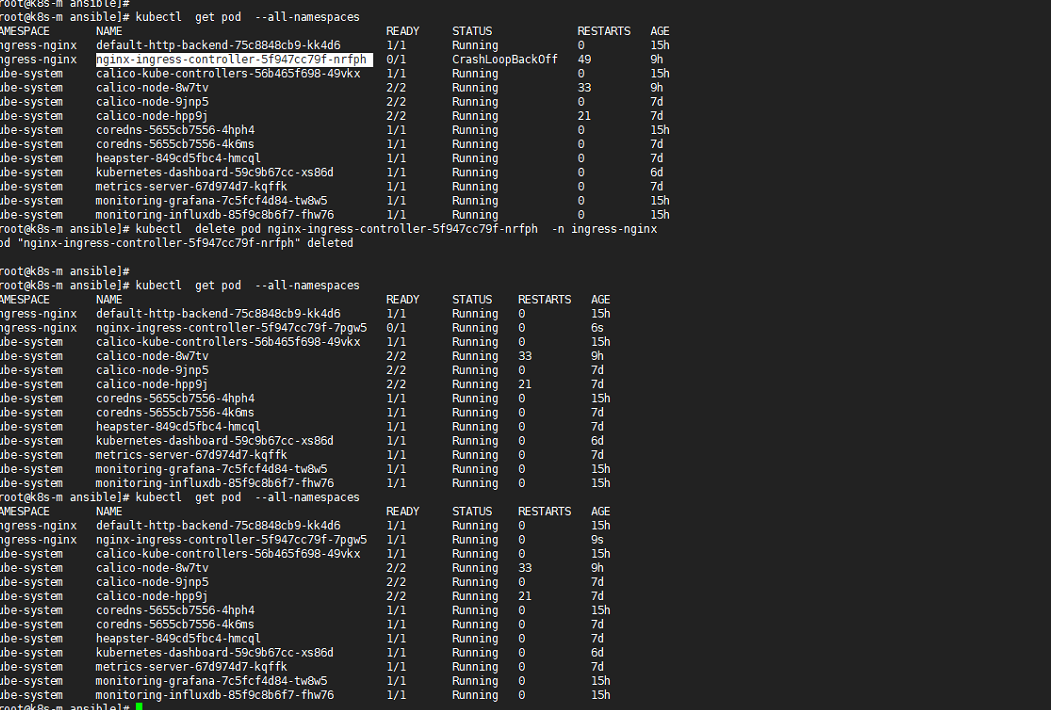 root@k8s-m ansible]#
root@k8s-m ansible]# kubectl  get pod  --all-namespaces
AMESPACE       NAME                                        READY     STATUS             RESTARTS   AGE
ngress-nginx   default-http-backend-75c8848cb9-kk4d6       1/1       Running            0          15h
ngress-nginx   nginx-ingress-controller-5f947cc79f-nrfph   0/1       CrashLoopBackOff   49         9h
ube-system     calico-kube-controllers-56b465f698-49vkx    1/1       Running            0          15h
ube-system     calico-node-8w7tv                           2/2       Running            33         9h
ube-system     calico-node-9jnp5                           2/2       Running            0          7d
ube-system     calico-node-hpp9j                           2/2       Running            21         7d
ube-system     coredns-5655cb7556-4hph4                    1/1       Running            0          15h
ube-system     coredns-5655cb7556-4k6ms                    1/1       Running            0          7d
ube-system     heapster-849cd5fbc4-hmcql                   1/1       Running            0          7d
ube-system     kubernetes-dashboard-59c9b67cc-xs86d        1/1       Running            0          6d
ube-system     metrics-server-67d974d7-kqffk               1/1       Running            0          7d
ube-system     monitoring-grafana-7c5fcf4d84-tw8w5         1/1       Running            0          15h
ube-system     monitoring-influxdb-85f9c8b6f7-fhw76        1/1       Running            0          15h
root@k8s-m ansible]# kubectl  delete pod nginx-ingress-controller-5f947cc79f-nrfph  -n ingress-nginx
od "nginx-ingress-controller-5f947cc79f-nrfph" deleted
root@k8s-m ansible]#
root@k8s-m ansible]# kubectl  get pod  --all-namespaces
AMESPACE       NAME                                        READY     STATUS    RESTARTS   AGE
ngress-nginx   default-http-backend-75c8848cb9-kk4d6       1/1       Running   0          15h
ngress-nginx   nginx-ingress-controller-5f947cc79f-7pgw5   0/1       Running   0          6s
ube-system     calico-kube-controllers-56b465f698-49vkx    1/1       Running   0          15h
ube-system     calico-node-8w7tv                           2/2       Running   33         9h
ube-system     calico-node-9jnp5                           2/2       Running   0          7d
ube-system     calico-node-hpp9j                           2/2       Running   21         7d
ube-system     coredns-5655cb7556-4hph4                    1/1       Running   0          15h
ube-system     coredns-5655cb7556-4k6ms                    1/1       Running   0          7d
ube-system     heapster-849cd5fbc4-hmcql                   1/1       Running   0          7d
ube-system     kubernetes-dashboard-59c9b67cc-xs86d        1/1       Running   0          6d
ube-system     metrics-server-67d974d7-kqffk               1/1       Running   0          7d
ube-system     monitoring-grafana-7c5fcf4d84-tw8w5         1/1       Running   0          15h
ube-system     monitoring-influxdb-85f9c8b6f7-fhw76        1/1       Running   0          15h
root@k8s-m ansible]# kubectl  get pod  --all-namespaces
AMESPACE       NAME                                        READY     STATUS    RESTARTS   AGE
ngress-nginx   default-http-backend-75c8848cb9-kk4d6       1/1       Running   0          15h
ngress-nginx   nginx-ingress-controller-5f947cc79f-7pgw5   1/1       Running   0          9s
ube-system     calico-kube-controllers-56b465f698-49vkx    1/1       Running   0          15h
ube-system     calico-node-8w7tv                           2/2       Running   33         9h
ube-system     calico-node-9jnp5                           2/2       Running   0          7d
ube-system     calico-node-hpp9j                           2/2       Running   21         7d
ube-system     coredns-5655cb7556-4hph4                    1/1       Running   0          15h
ube-system     coredns-5655cb7556-4k6ms                    1/1       Running   0          7d
ube-system     heapster-849cd5fbc4-hmcql                   1/1       Running   0          7d
ube-system     kubernetes-dashboard-59c9b67cc-xs86d        1/1       Running   0          6d
ube-system     metrics-server-67d974d7-kqffk               1/1       Running   0          7d
ube-system     monitoring-grafana-7c5fcf4d84-tw8w5         1/1       Running   0          15h
ube-system     monitoring-influxdb-85f9c8b6f7-fhw76        1/1       Running   0          15h
root@k8s-m ansible]#